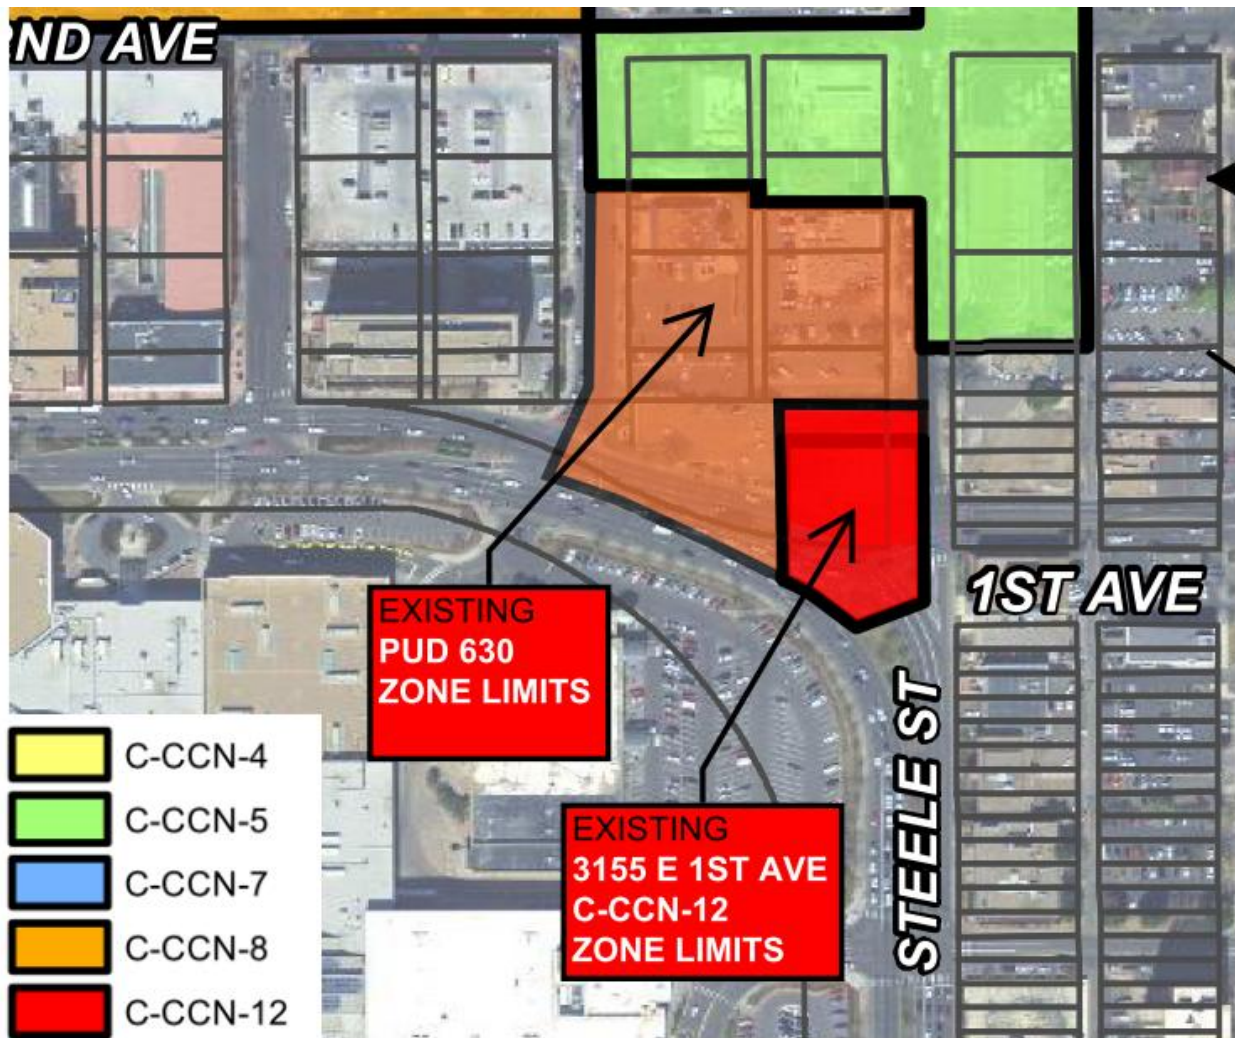 2ND AVE
EXISTING
PUD 630
ZONE LIMITS
1ST AVE
STEELE ST
EXISTING
3155 E 1ST AVE
C-CCN-12
ZONE LIMITS
C-CCN-4
C-CCN-5
C-CCN-7
C-CCN-8
C-CCN-12